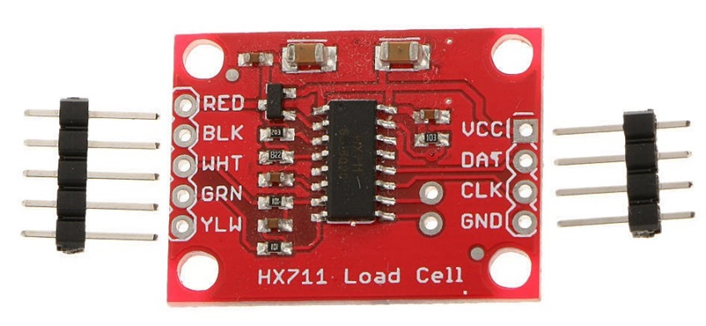 RED
BLK
WHT
GRN
YLW
VCC
DAT
CLK
GND
103
HX711 Load Cell